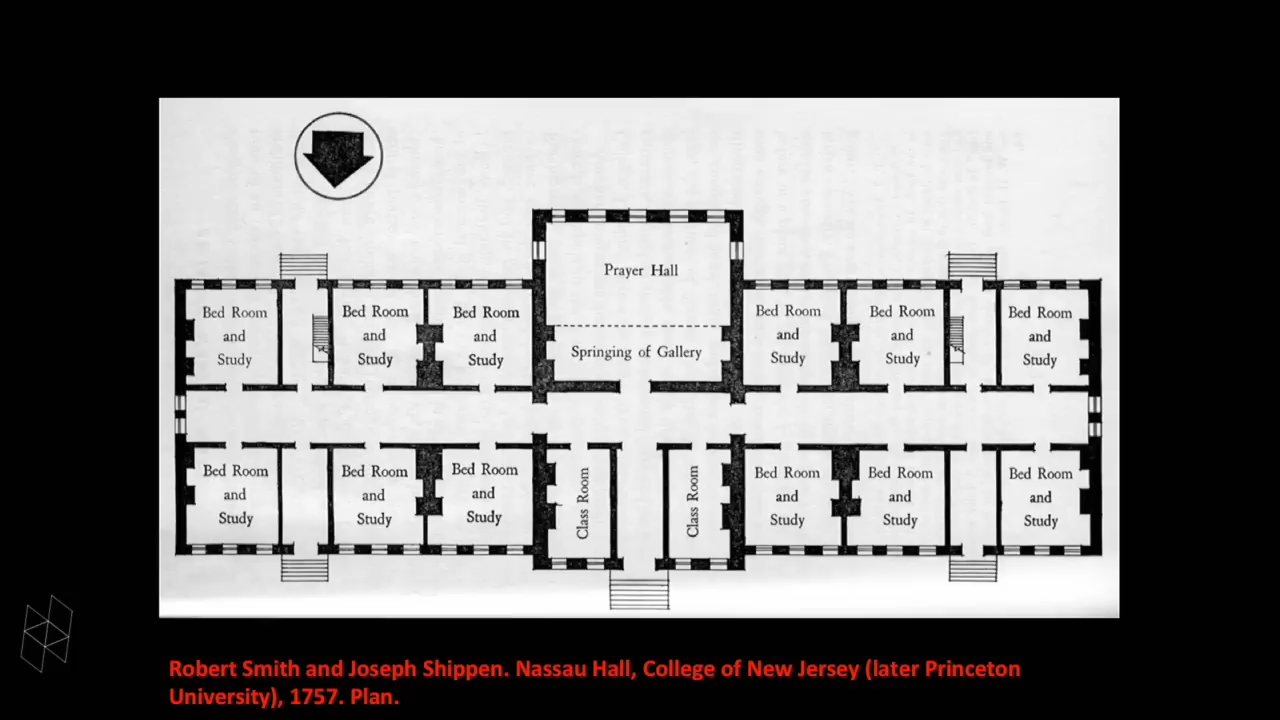 Prayer Hall
Springing of Gallery
Bed Room
and
Study
Bed Room
and
Study
Bed Room
and
Study
Bed Room
and
Study
Bed Room
and
Study
Bed Room
and
Study
Bed Room
and
Study
Bed Room
and
Study
Bed Room
and
Study
Class Room
Class Room
Bed Room
and
Study
Bed Room
and
Study
Bed Room
and
Study
Robert Smith and Joseph Shippen. Nassau Hall, College of New Jersey (later Princeton
University), 1757. Plan.